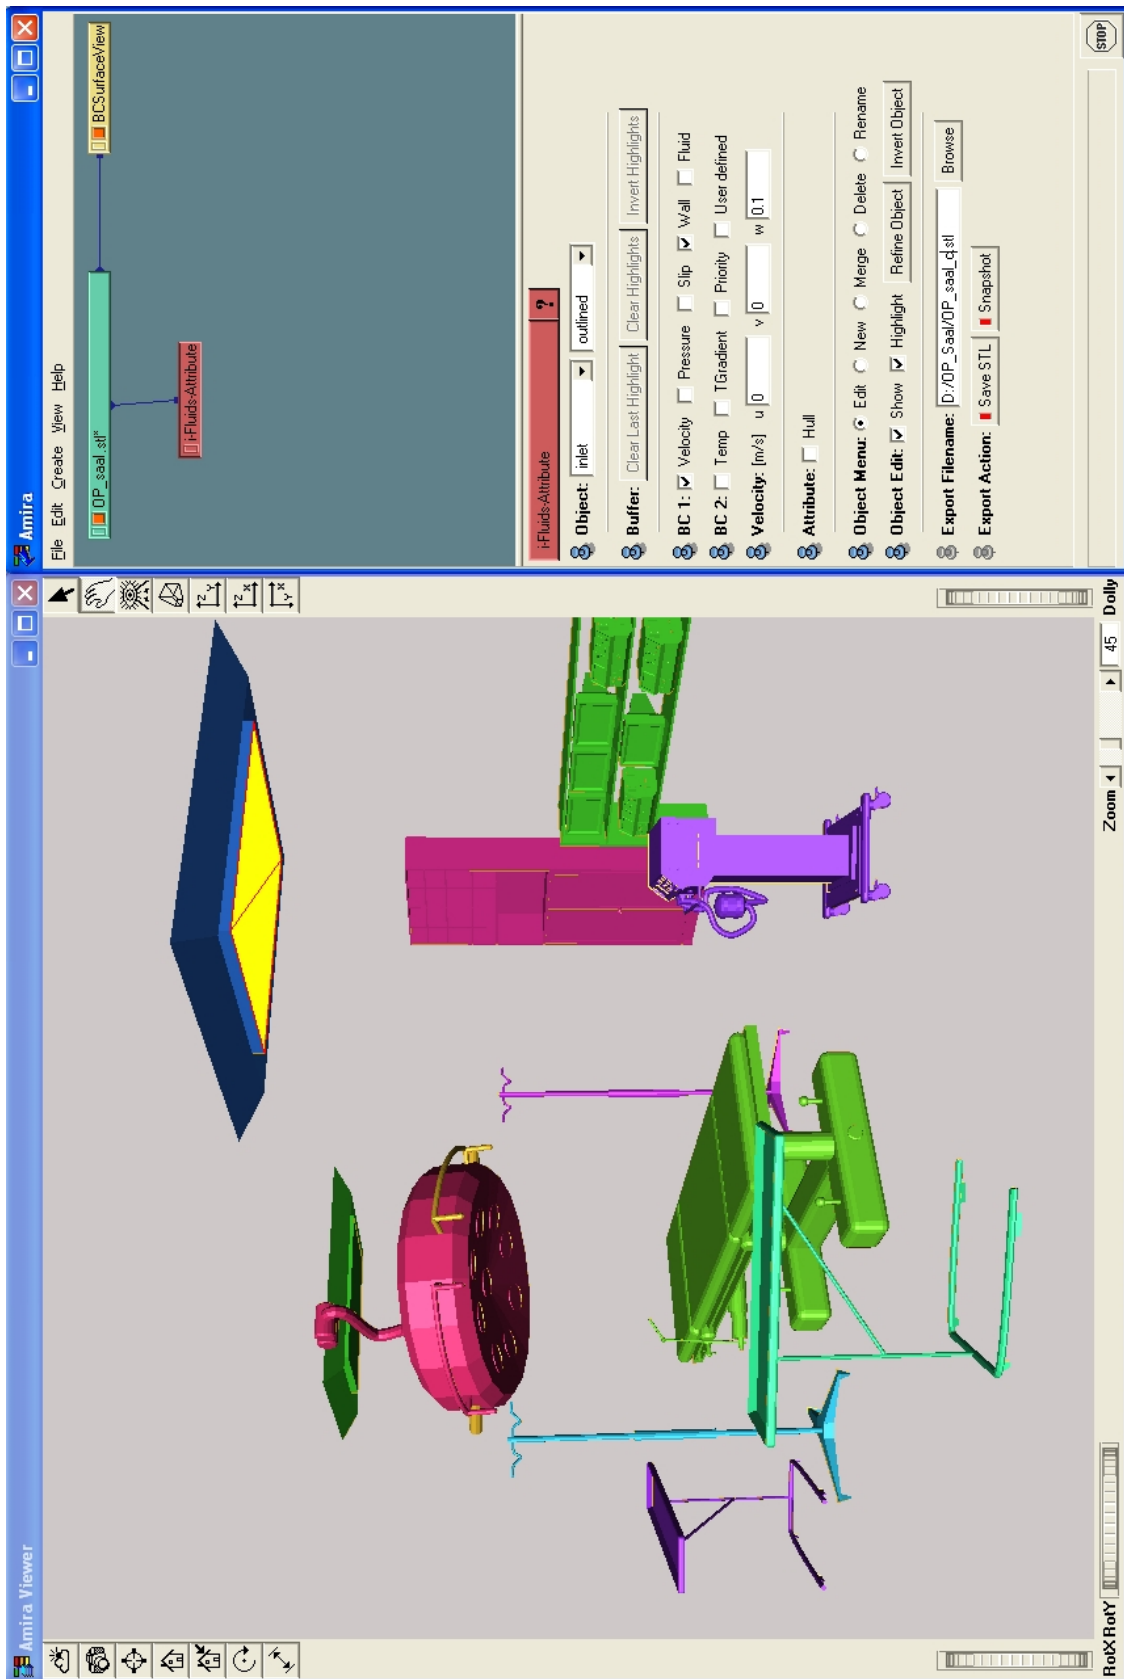 Amira Viewer
RotX RotY
Zoom
45
Dolly
Z Y
Z X
Y X
Amira
File Edit Create View Help
OP_saal.stl*
BCSurfaceView
i-Fluids-Attribute
i-Fluids-Attribute ?
Object: inlet outlined
Buffer: Clear Last Highlight Clear Highlights Invert Highlights
BC 1: Velocity Pressure Slip Wall Fluid
BC 2: Temp TGradient Priority User defined
Velocity: [m/s] u 0 v 0 w 0.1
Attribute: Hull
Object Menu: Edit New Merge Delete Rename
Object Edit: Show Highlight Refine Object Invert Object
Export Filename: D:/OP_Saal/OP_saal_c.stl Browse
Export Action: Save STL Snapshot
STOP